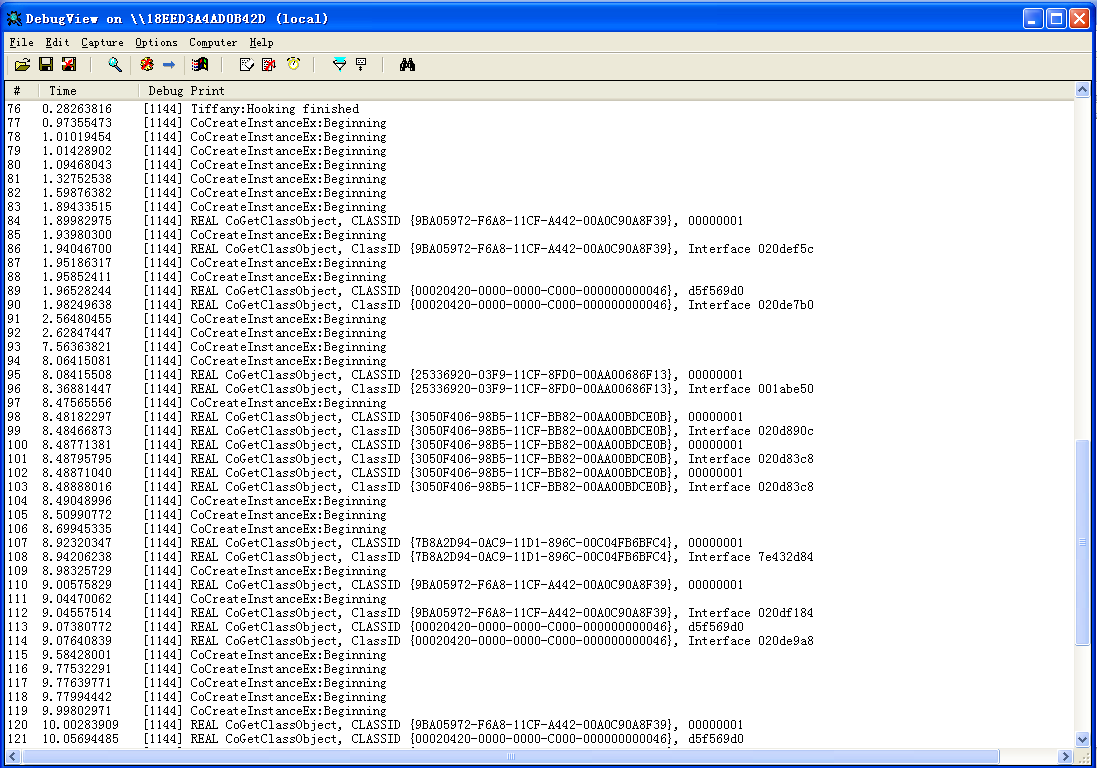 DebugView on \\18EED3A4AD0B42D (local)
File Edit Capture Options Computer Help
# Time Debug Print
76 0.28263816 [1144] Tiffany:Hooking finished
77 0.97355473 [1144] CoCreateInstanceEx:Beginning
78 1.01019454 [1144] CoCreateInstanceEx:Beginning
79 1.01428902 [1144] CoCreateInstanceEx:Beginning
80 1.09468043 [1144] CoCreateInstanceEx:Beginning
81 1.32752538 [1144] CoCreateInstanceEx:Beginning
82 1.59876382 [1144] CoCreateInstanceEx:Beginning
83 1.89433515 [1144] CoCreateInstanceEx:Beginning
84 1.89982975 [1144] REAL CoGetClassObject, CLASSID {9BA05972-F6A8-11CF-A442-00A0C90A8F39}, 00000001
85 1.93980300 [1144] CoCreateInstanceEx:Beginning
86 1.94046700 [1144] REAL CoGetClassObject, ClassID {9BA05972-F6A8-11CF-A442-00A0C90A8F39}, Interface 020def5c
87 1.95186317 [1144] CoCreateInstanceEx:Beginning
88 1.95852411 [1144] CoCreateInstanceEx:Beginning
89 1.96528244 [1144] REAL CoGetClassObject, CLASSID {00020420-0000-0000-C000-000000000046}, d5f569d0
90 1.98249638 [1144] REAL CoGetClassObject, ClassID {00020420-0000-0000-C000-000000000046}, Interface 020de7b0
91 2.56480455 [1144] CoCreateInstanceEx:Beginning
92 2.62847447 [1144] CoCreateInstanceEx:Beginning
93 7.56363821 [1144] CoCreateInstanceEx:Beginning
94 8.06415081 [1144] CoCreateInstanceEx:Beginning
95 8.08415508 [1144] REAL CoGetClassObject, CLASSID {25336920-03F9-11CF-8FD0-00AA00686F13}, 00000001
96 8.36881447 [1144] REAL CoGetClassObject, ClassID {25336920-03F9-11CF-8FD0-00AA00686F13}, Interface 001abe50
97 8.47565556 [1144] CoCreateInstanceEx:Beginning
98 8.48182297 [1144] REAL CoGetClassObject, CLASSID {3050F406-98B5-11CF-BB82-00AA00BDCE0B}, 00000001
99 8.48466873 [1144] REAL CoGetClassObject, ClassID {3050F406-98B5-11CF-BB82-00AA00BDCE0B}, Interface 020d890c
100 8.48771381 [1144] REAL CoGetClassObject, CLASSID {3050F406-98B5-11CF-BB82-00AA00BDCE0B}, 00000001
101 8.48795795 [1144] REAL CoGetClassObject, ClassID {3050F406-98B5-11CF-BB82-00AA00BDCE0B}, Interface 020d83c8
102 8.48871040 [1144] REAL CoGetClassObject, CLASSID {3050F406-98B5-11CF-BB82-00AA00BDCE0B}, 00000001
103 8.48888016 [1144] REAL CoGetClassObject, ClassID {3050F406-98B5-11CF-BB82-00AA00BDCE0B}, Interface 020d83c8
104 8.49048996 [1144] CoCreateInstanceEx:Beginning
105 8.50990772 [1144] CoCreateInstanceEx:Beginning
106 8.69945335 [1144] CoCreateInstanceEx:Beginning
107 8.92320347 [1144] REAL CoGetClassObject, CLASSID {7B8A2D94-0AC9-11D1-896C-00C04FB6BFC4}, 00000001
108 8.94206238 [1144] REAL CoGetClassObject, ClassID {7B8A2D94-0AC9-11D1-896C-00C04FB6BFC4}, Interface 7e432d84
109 8.98325729 [1144] CoCreateInstanceEx:Beginning
110 9.00575829 [1144] REAL CoGetClassObject, CLASSID {9BA05972-F6A8-11CF-A442-00A0C90A8F39}, 00000001
111 9.04470062 [1144] CoCreateInstanceEx:Beginning
112 9.04557514 [1144] REAL CoGetClassObject, ClassID {9BA05972-F6A8-11CF-A442-00A0C90A8F39}, Interface 020df184
113 9.07380772 [1144] REAL CoGetClassObject, CLASSID {00020420-0000-0000-C000-000000000046}, d5f569d0
114 9.07640839 [1144] REAL CoGetClassObject, ClassID {00020420-0000-0000-C000-000000000046}, Interface 020de9a8
115 9.58428001 [1144] CoCreateInstanceEx:Beginning
116 9.77532291 [1144] CoCreateInstanceEx:Beginning
117 9.77639771 [1144] CoCreateInstanceEx:Beginning
118 9.77994442 [1144] CoCreateInstanceEx:Beginning
119 9.99802971 [1144] CoCreateInstanceEx:Beginning
120 10.00283909 [1144] REAL CoGetClassObject, CLASSID {9BA05972-F6A8-11CF-A442-00A0C90A8F39}, 00000001
121 10.05694485 [1144] REAL CoGetClassObject, CLASSID {00020420-0000-0000-C000-000000000046}, d5f569d0